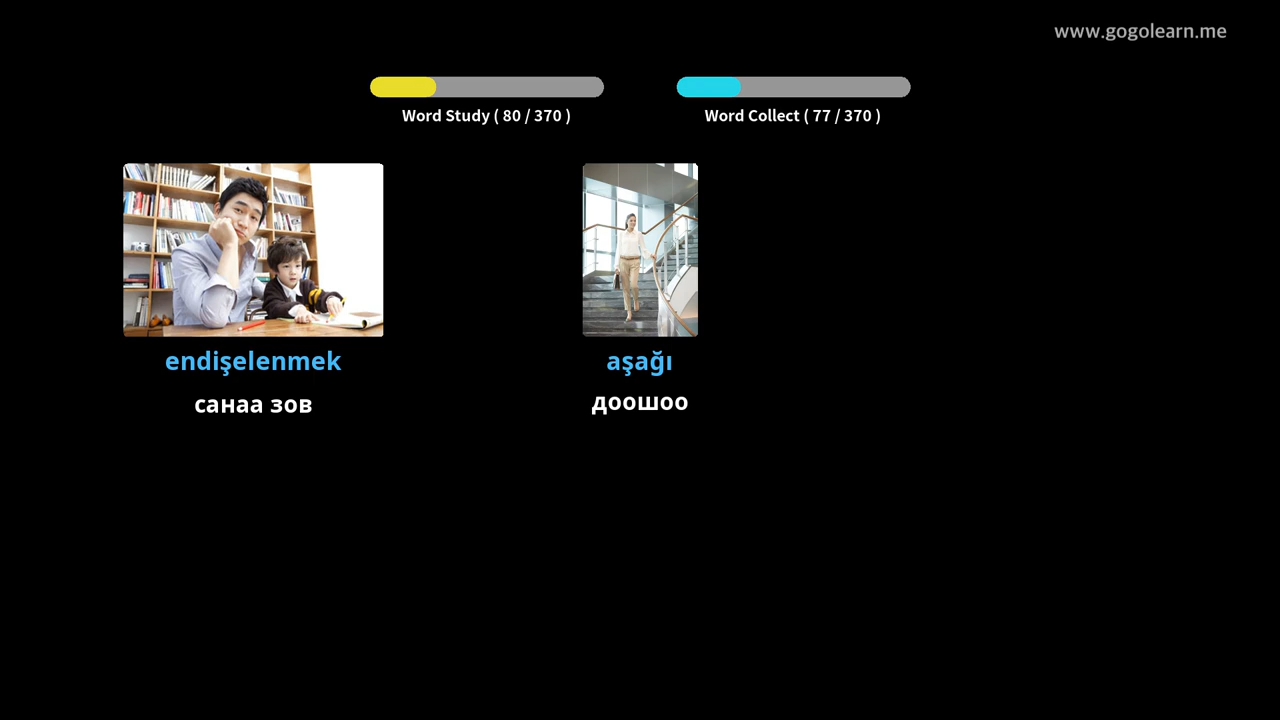 www.gogolearn.me
Word Study ( 80 / 370 )
Word Collect ( 77 / 370 )
endişelenmek
санаа зов
aşağı
доошоо